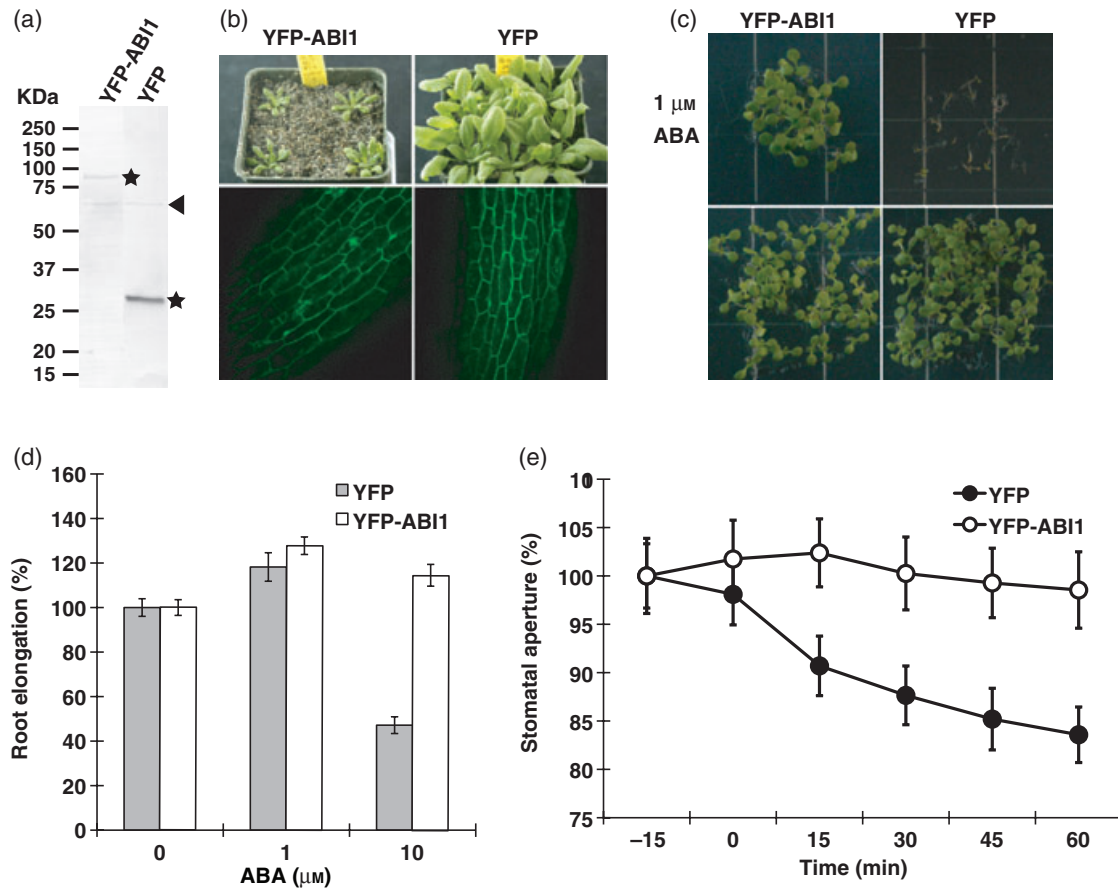 (a)
YFP-ABI1
YFP
KDa
250
150
100
75
50
37
25
20
15
(b)
YFP-ABI1
YFP
(c)
YFP-ABI1
YFP
1 μM
ABA
(d)
160
140
120
100
80
60
40
20
0
Root elongation (%)
YFP
YFP-ABI1
0
1
10
ABA (μM)
(e)
105
100
95
90
85
80
75
Stomatal aperture (%)
YFP
YFP-ABI1
–15
0
15
30
45
60
Time (min)